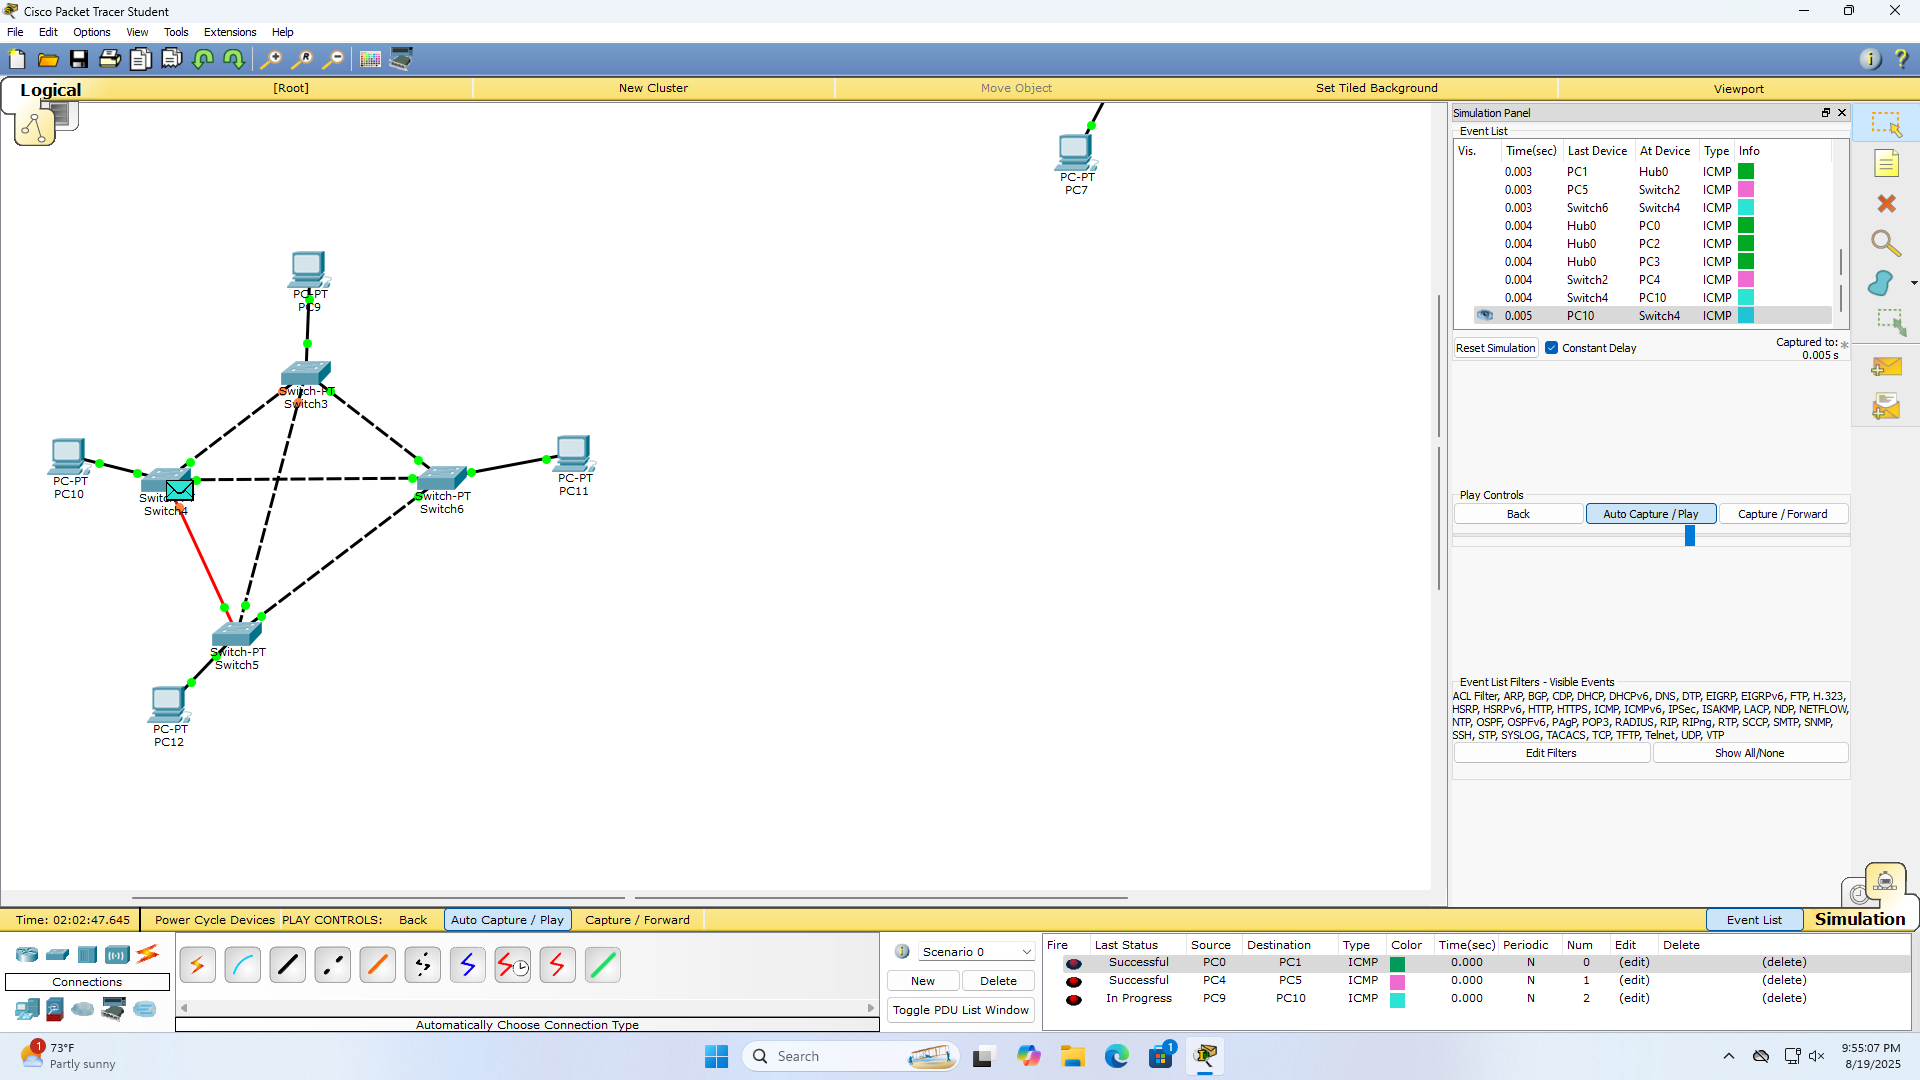 Cisco Packet Tracer Student
File Edit Options View Tools Extensions Help
Logical [Root] New Cluster Move Object Set Tiled Background Viewport
PC-PT
PC7
PC-PT
PC9
Switch-PT
Switch3
PC-PT
PC10
Switch4
Switch-PT
Switch6
PC-PT
PC11
Switch-PT
Switch5
PC-PT
PC12
Simulation Panel
Event List
Vis. Time(sec) Last Device At Device Type Info
0.003 PC1 Hub0 ICMP
0.003 PC5 Switch2 ICMP
0.003 Switch6 Switch4 ICMP
0.004 Hub0 PC0 ICMP
0.004 Hub0 PC2 ICMP
0.004 Hub0 PC3 ICMP
0.004 Switch2 PC4 ICMP
0.004 Switch4 PC10 ICMP
0.005 PC10 Switch4 ICMP
Reset Simulation Constant Delay Captured to: *
0.005 s
Play Controls
Back Auto Capture / Play Capture / Forward
Event List Filters - Visible Events
ACL Filter, ARP, BGP, CDP, DHCP, DHCPv6, DNS, DTP, EIGRP, EIGRPv6, FTP, H.323,
HSRP, HSRPv6, HTTP, HTTPS, ICMP, ICMPv6, IPSec, ISAKMP, LACP, NDP, NETFLOW,
NTP, OSPF, OSPFv6, PAgP, POP3, RADIUS, RIP, RIPng, RTP, SCCP, SMTP, SNMP,
SSH, STP, SYSLOG, TACACS, TCP, TFTP, Telnet, UDP, VTP
Edit Filters Show All/None
Time: 02:02:47.645 Power Cycle Devices PLAY CONTROLS: Back Auto Capture / Play Capture / Forward Event List Simulation
Connections
Automatically Choose Connection Type
Scenario 0
New Delete
Toggle PDU List Window
Fire Last Status Source Destination Type Color Time(sec) Periodic Num Edit Delete
Successful PC0 PC1 ICMP 0.000 N 0 (edit) (delete)
Successful PC4 PC5 ICMP 0.000 N 1 (edit) (delete)
In Progress PC9 PC10 ICMP 0.000 N 2 (edit) (delete)
1
73°F
Partly sunny
Search
1
9:55:07 PM
8/19/2025